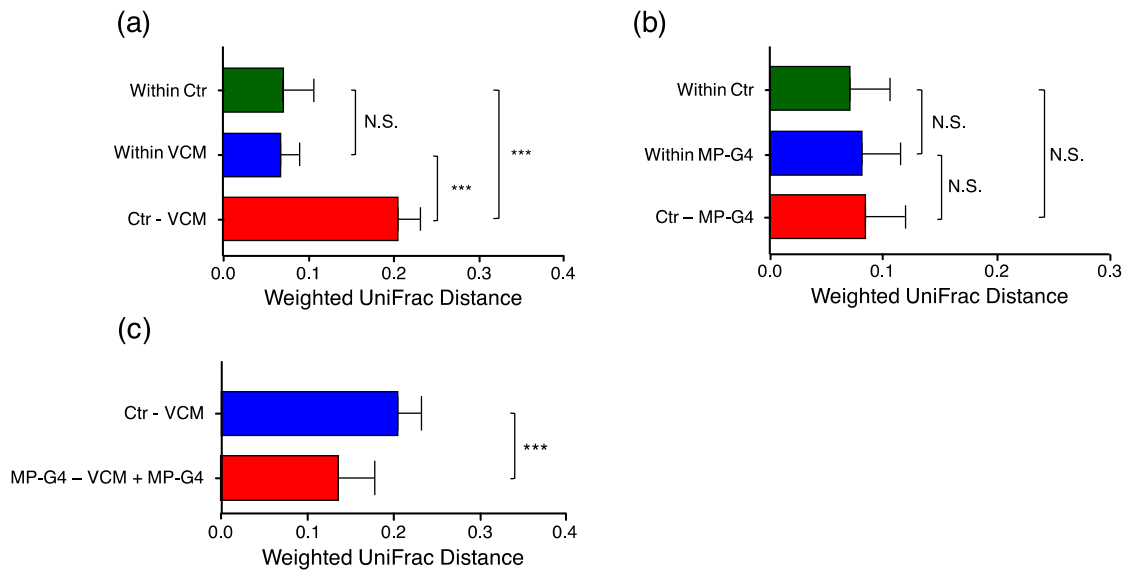 (a)
Within Ctr
Within VCM
Ctr - VCM
N.S.
***
***
0.0 0.1 0.2 0.3 0.4
Weighted UniFrac Distance
(b)
Within Ctr
Within MP-G4
Ctr – MP-G4
N.S.
N.S.
N.S.
0.0 0.1 0.2 0.3
Weighted UniFrac Distance
(c)
Ctr - VCM
MP-G4 – VCM + MP-G4
***
0.0 0.1 0.2 0.3 0.4
Weighted UniFrac Distance